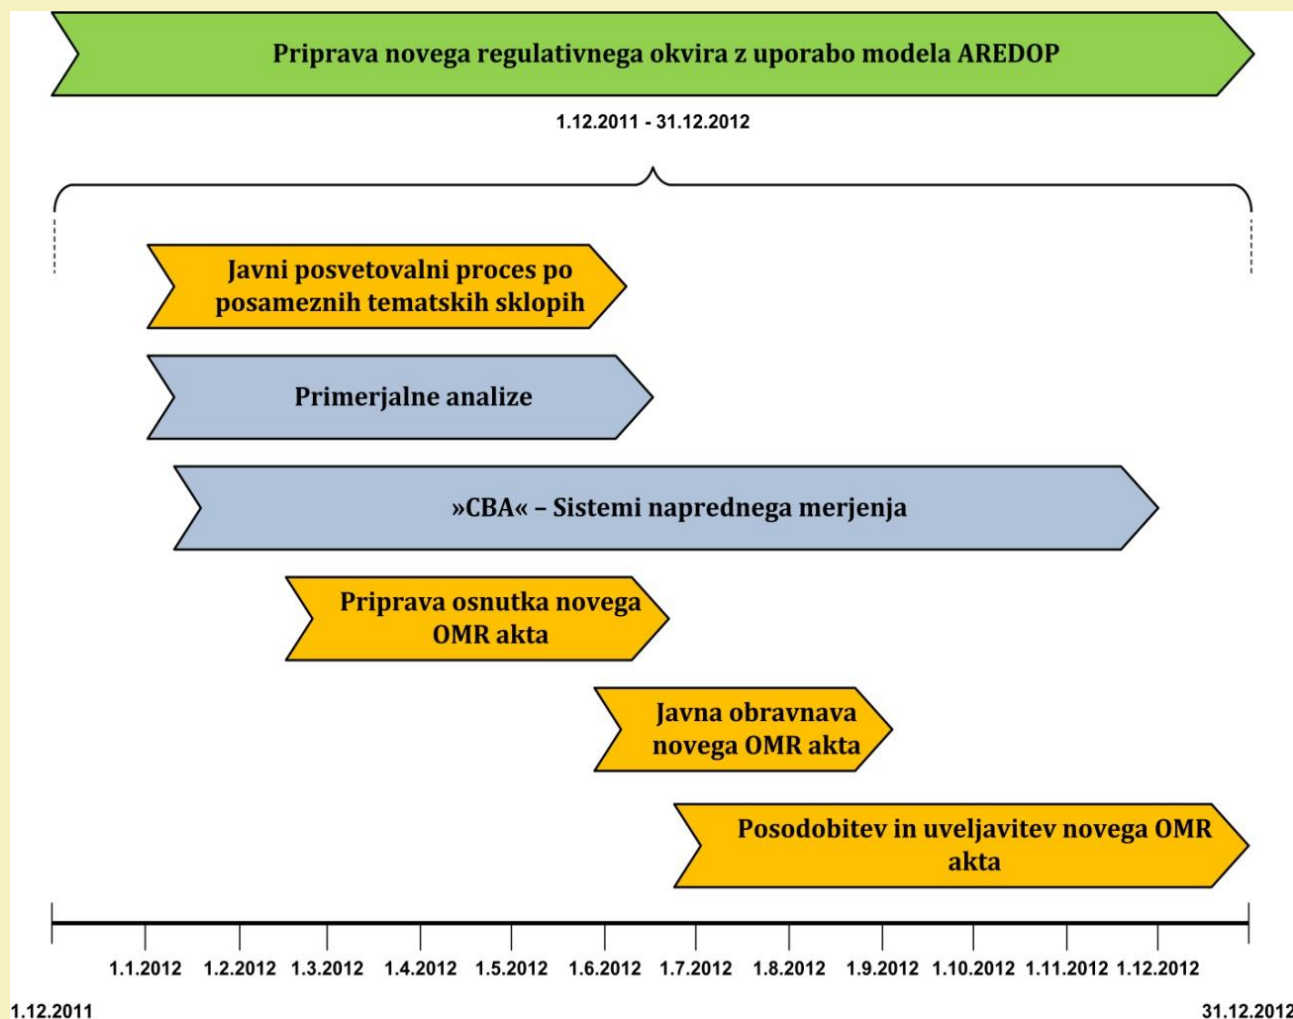 Priprava novega regulativnega okvira z uporabo modela AREDOP
1.12.2011 - 31.12.2012
Javni posvetovalni proces po
posameznih tematskih sklopih
Primerjalne analize
»CBA« – Sistemi naprednega merjenja
Priprava osnutka novega
OMR akta
Javna obravnava
novega OMR akta
Posodobitev in uveljavitev novega OMR
akta
1.1.2012 1.2.2012 1.3.2012 1.4.2012 1.5.2012 1.6.2012 1.7.2012 1.8.2012 1.9.2012 1.10.2012 1.11.2012 1.12.2012
1.12.2011 31.12.2012